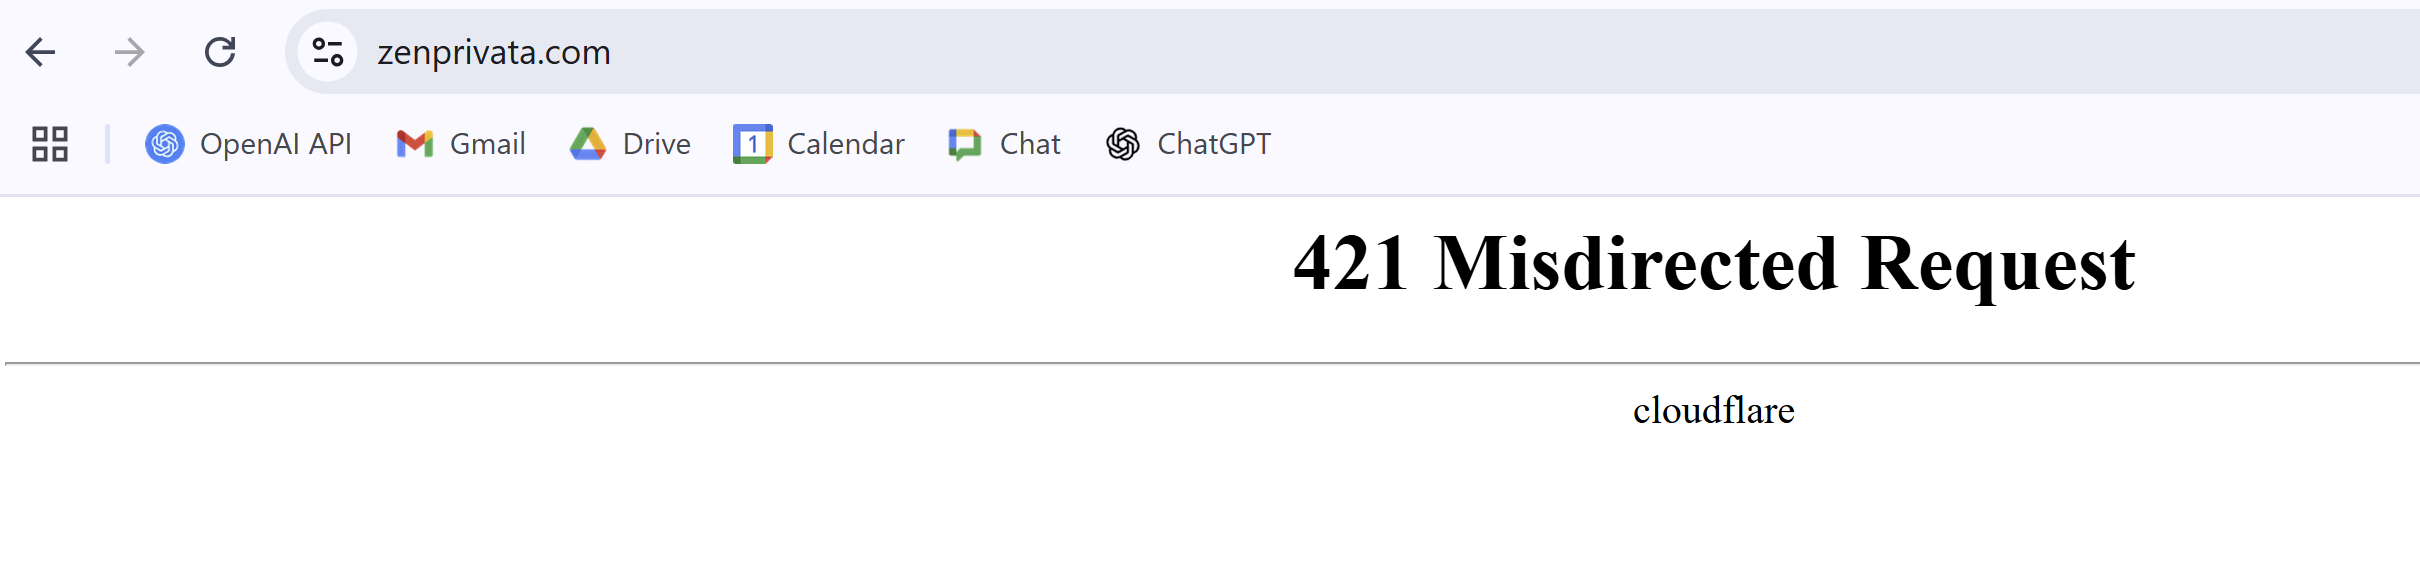 zenprivata.com
OpenAI API Gmail Drive 1 Calendar Chat ChatGPT
421 Misdirected Request
cloudflare